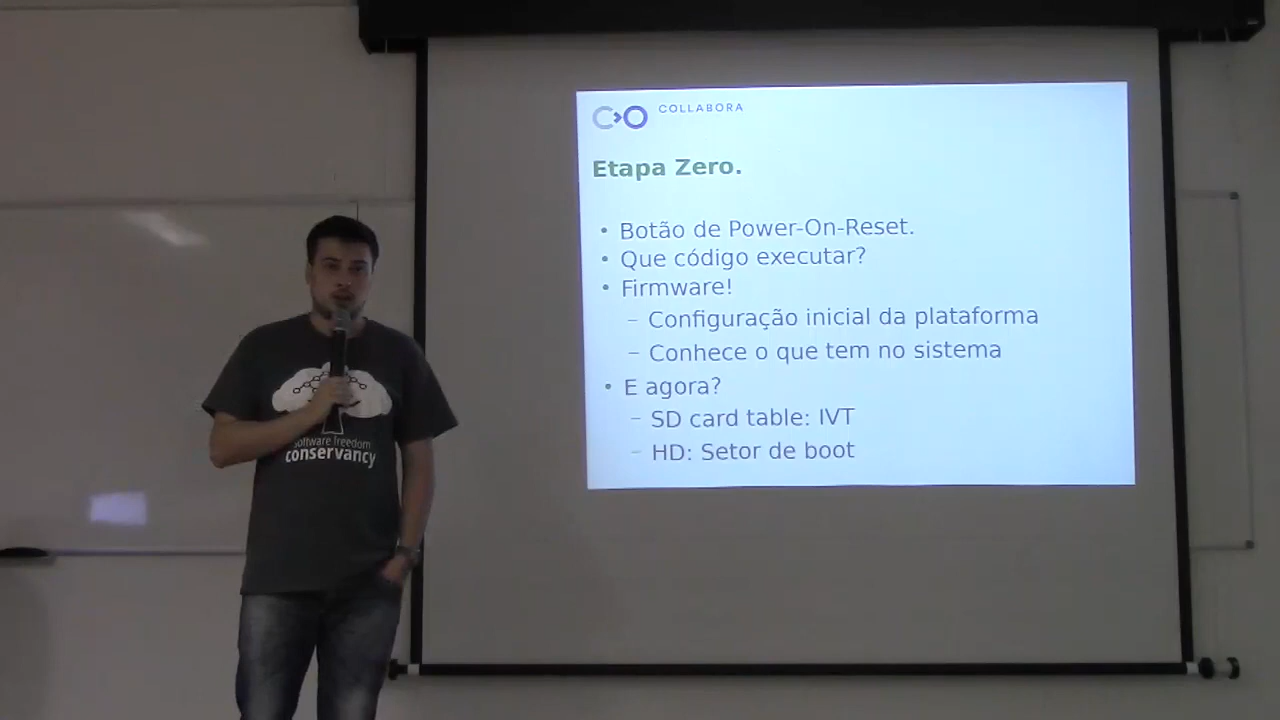 COLLABORA
Etapa Zero.
• Botão de Power-On-Reset.
• Que código executar?
• Firmware!
– Configuração inicial da plataforma
– Conhece o que tem no sistema
• E agora?
– SD card table: IVT
– HD: Setor de boot
software freedom
conservancy